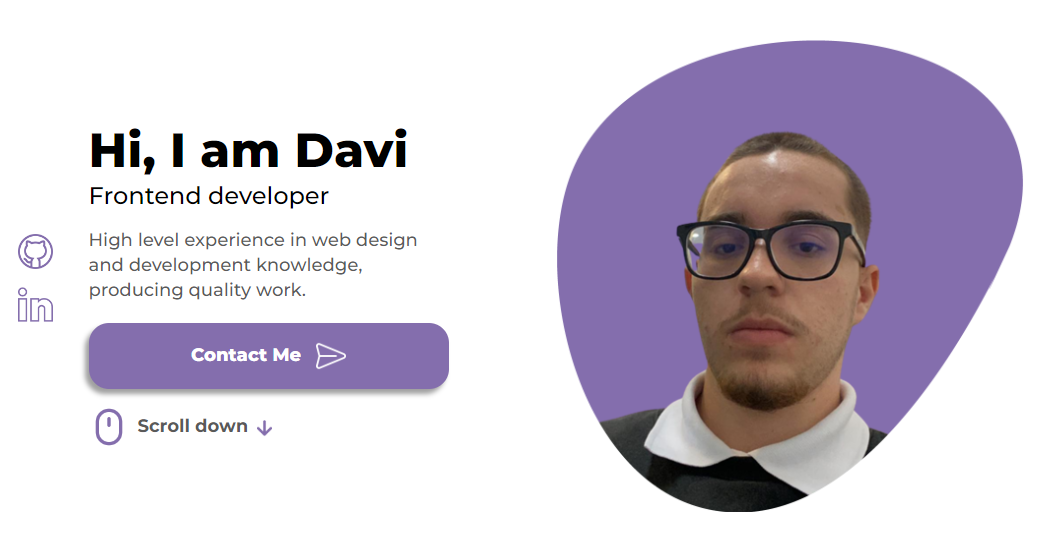 Hi, I am Davi
Frontend developer
High level experience in web design
and development knowledge,
producing quality work.
in
Contact Me
Scroll down